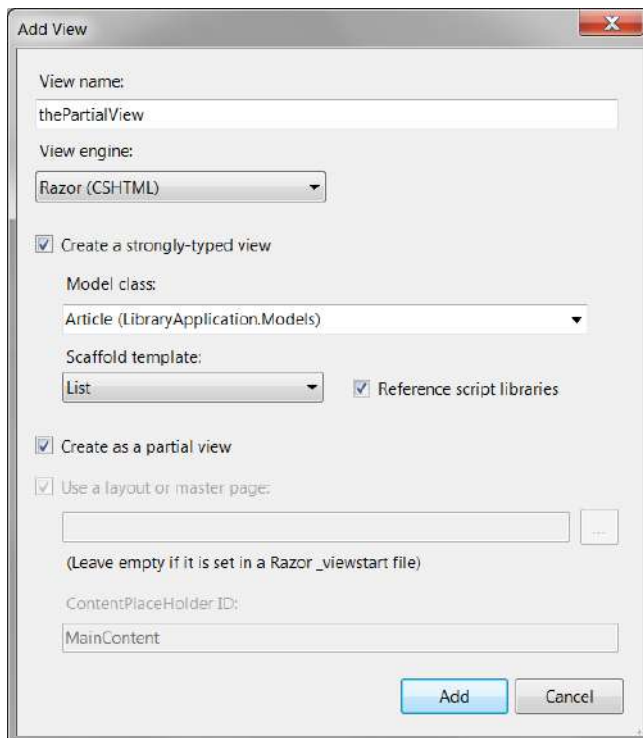 Add View
View name:
thePartialView
View engine:
Razor (CSHTML)
Create a strongly-typed view
Model class:
Article (LibraryApplication.Models)
Scaffold template:
List
Reference script libraries
Create as a partial view
Use a layout or master page:
...
(Leave empty if it is set in a Razor _viewstart file)
ContentPlaceHolder ID:
MainContent
Add
Cancel